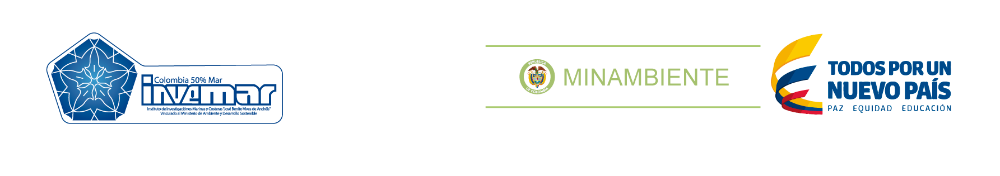 Colombia 50% Mar
invemar
Instituto de Investigaciónes Marinas y Costeras "José Benito Vives de Andréis"
Vinculado al Ministerio de Ambiente y Desarrollo Sostenible
REPÚBLICA
DE COLOMBIA
MINAMBIENTE
TODOS POR UN
NUEVO PAÍS
PAZ EQUIDAD EDUCACIÓN